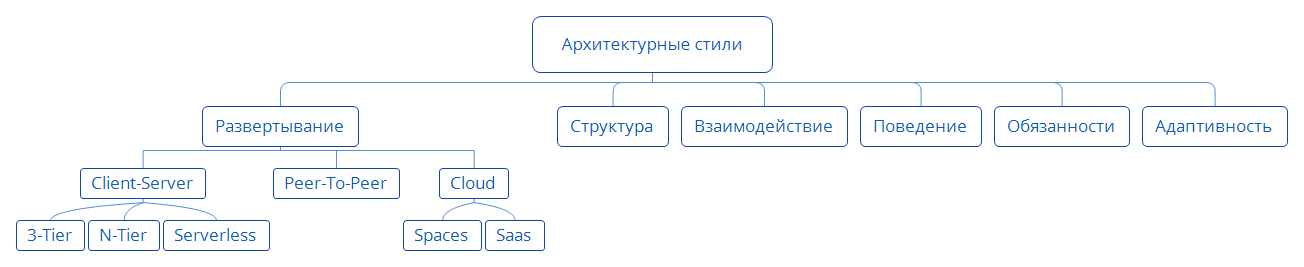 Архитектурные стили
Развертывание
Структура
Взаимодействие
Поведение
Обязанности
Адаптивность
Client-Server
Peer-To-Peer
Cloud
3-Tier
N-Tier
Serverless
Spaces
Saas